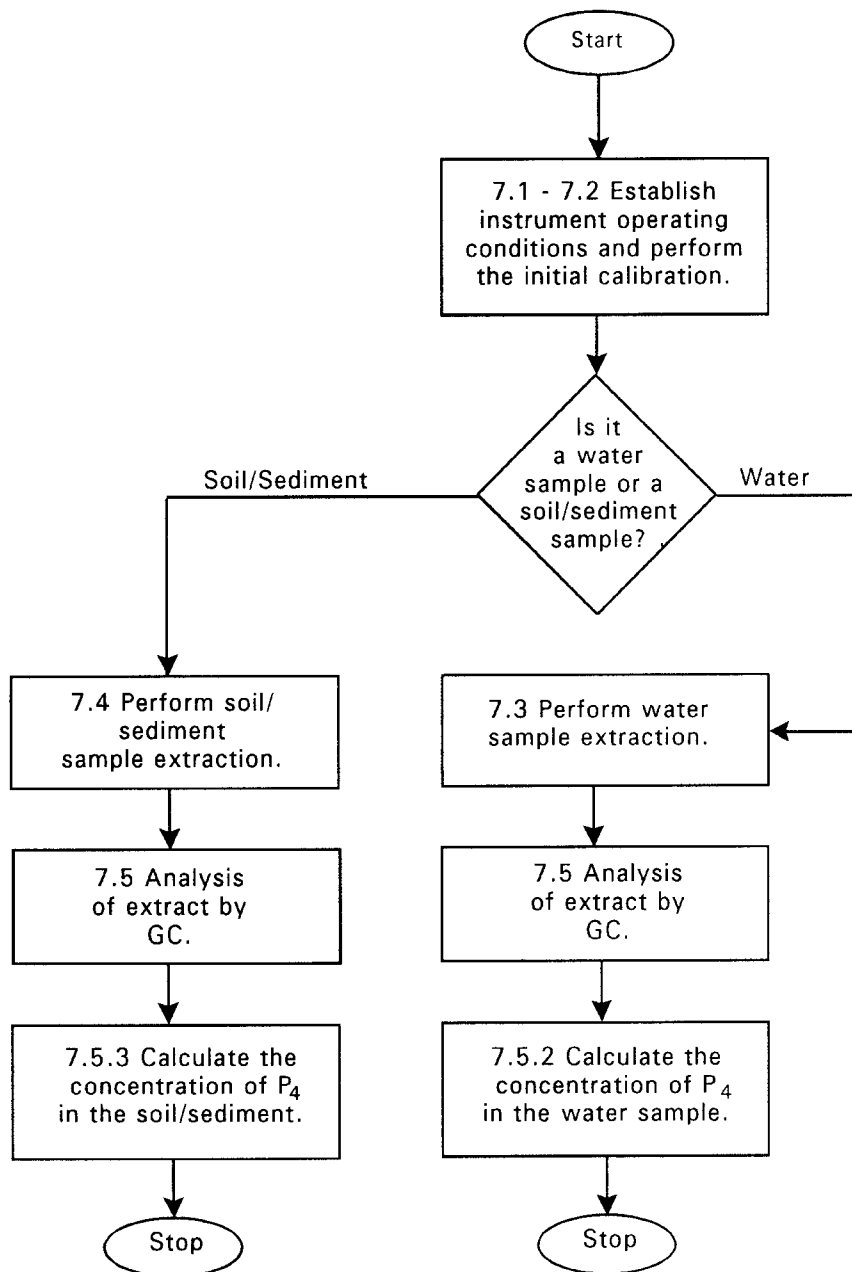 Start
7.1 - 7.2 Establish
instrument operating
conditions and perform
the initial calibration.
Is it
a water
sample or a
soil/sediment
sample?
Soil/Sediment
Water
7.4 Perform soil/
sediment
sample extraction.
7.5 Analysis
of extract by
GC.
7.5.3 Calculate the
concentration of P₄
in the soil/sediment.
Stop
7.3 Perform water
sample extraction.
7.5 Analysis
of extract by
GC.
7.5.2 Calculate the
concentration of P₄
in the water sample.
Stop